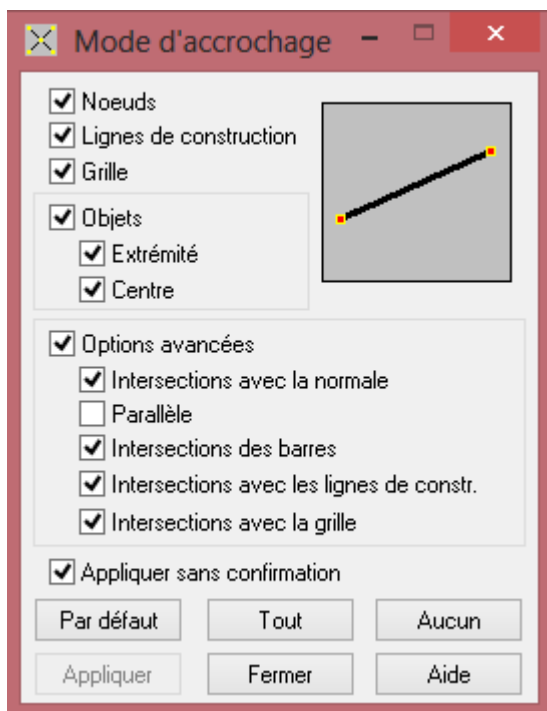 Mode d'accrochage
Noeuds
Lignes de construction
Grille
Objets
Extrémité
Centre
Options avancées
Intersections avec la normale
Parallèle
Intersections des barres
Intersections avec les lignes de constr.
Intersections avec la grille
Appliquer sans confirmation
Par défaut Tout Aucun
Appliquer Fermer Aide